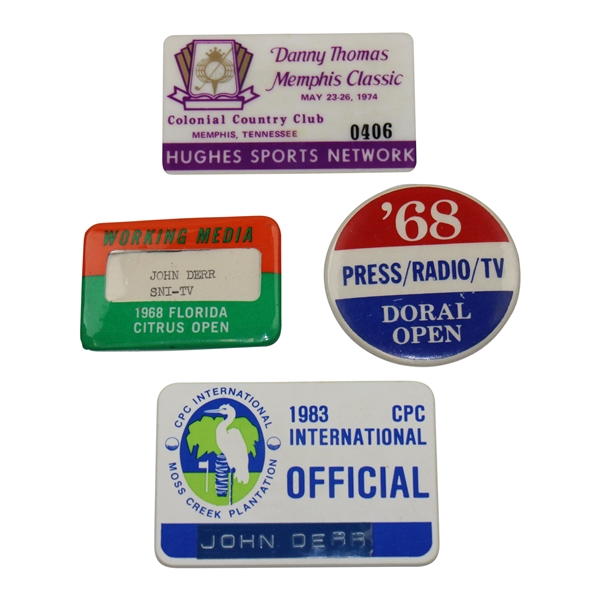 Danny Thomas
Memphis Classic
MAY 23-26, 1974
Colonial Country Club
MEMPHIS, TENNESSEE
0406
HUGHES SPORTS NETWORK
WORKING MEDIA
JOHN DERR
SNI-TV
1968 FLORIDA
CITRUS OPEN
'68
PRESS/RADIO/TV
DORAL
OPEN
CPC INTERNATIONAL
MOSS CREEK PLANTATION
1983 CPC
INTERNATIONAL
OFFICIAL
JOHN DERR